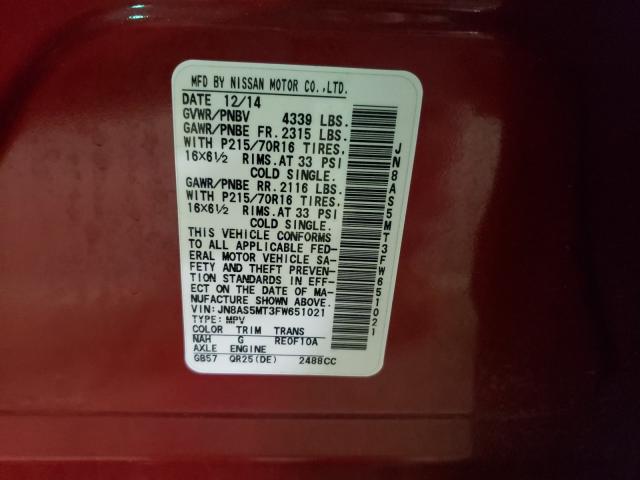 MFD BY NISSAN MOTOR CO.,LTD.
DATE 12/14
GVWR/PNBV 4339 LBS.
GAWR/PNBE FR. 2315 LBS.
WITH P215/70R16 TIRES.
16×6½ RIMS.AT 33 PSI
COLD SINGLE.
GAWR/PNBE RR. 2116 LBS.
WITH P215/70R16 TIRES.
16×6½ RIMS.AT 33 PSI
COLD SINGLE.
THIS VEHICLE CONFORMS
TO ALL APPLICABLE FED-
ERAL MOTOR VEHICLE SA-
FETY AND THEFT PREVEN-
TION STANDARDS IN EFF-
ECT ON THE DATE OF MA-
NUFACTURE SHOWN ABOVE.
VIN: JN8AS5MT3FW651021
TYPE: MPV
COLOR TRIM TRANS
NAH G RE0F10A
AXLE ENGINE
GB57 QR25(DE) 2488CC
JN8AS5MT3FW651021